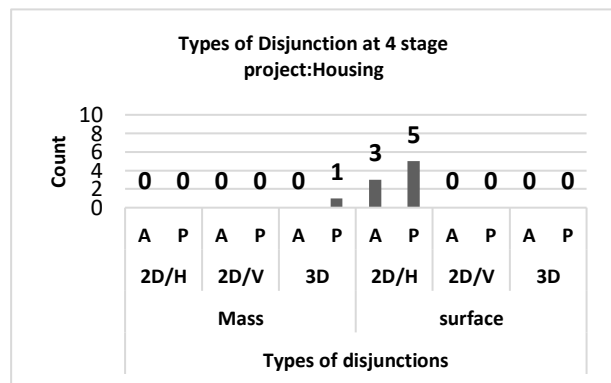 Types of Disjunction at 4 stage
project:Housing
Count
10
8
6
4
2
0
0 0 0 0 0 1 3 5 0 0 0 0
A P A P A P A P A P A P
2D/H 2D/V 3D 2D/H 2D/V 3D
Mass surface
Types of disjunctions